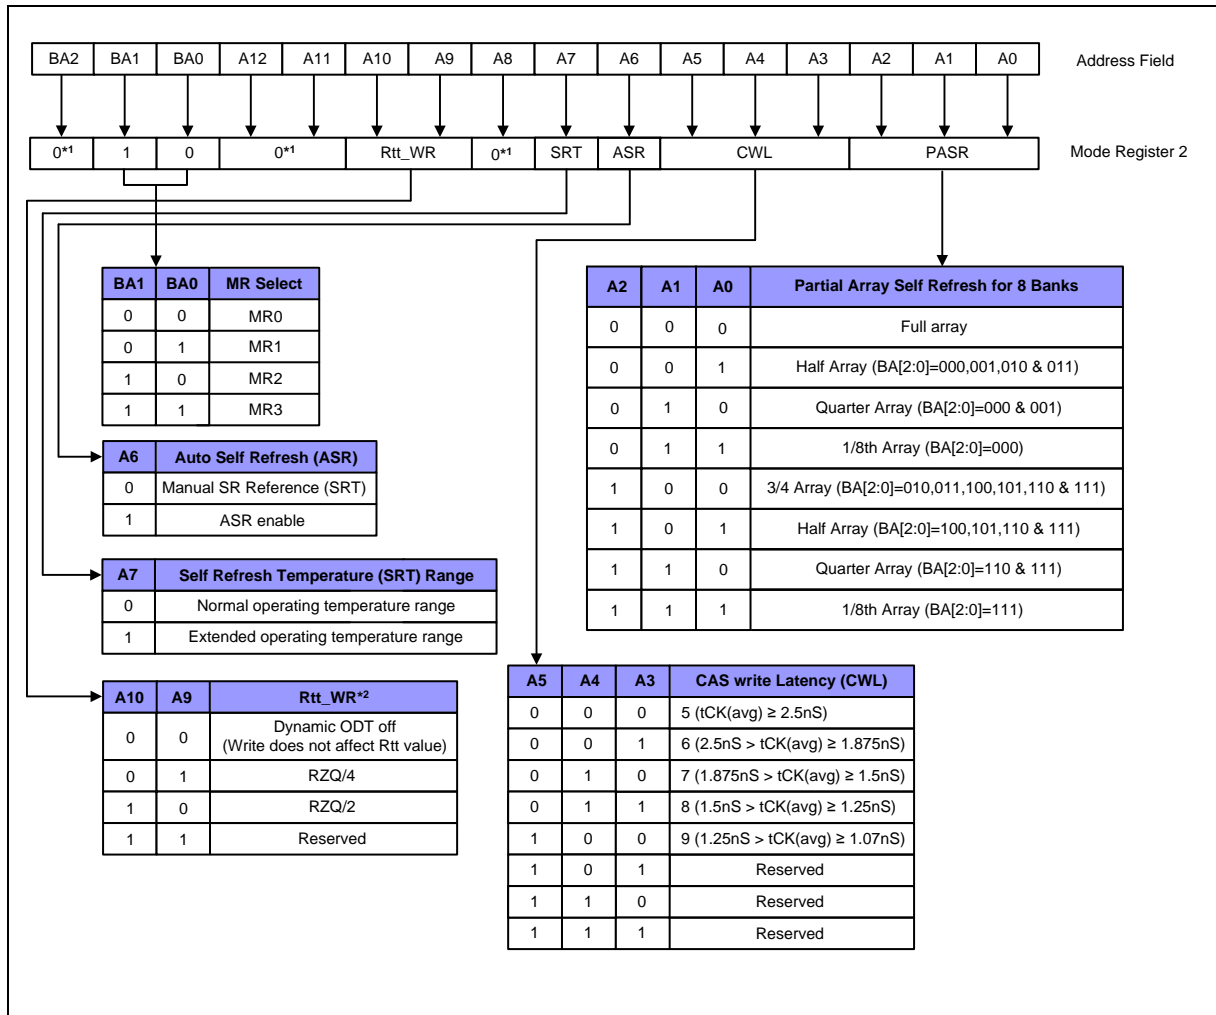 BA2 BA1 BA0 A12 A11 A10 A9 A8 A7 A6 A5 A4 A3 A2 A1 A0 Address Field
0*1 1 0 0*1 Rtt_WR 0*1 SRT ASR CWL PASR Mode Register 2
BA1 BA0 MR Select
0 0 MR0
0 1 MR1
1 0 MR2
1 1 MR3
A6 Auto Self Refresh (ASR)
0 Manual SR Reference (SRT)
1 ASR enable
A7 Self Refresh Temperature (SRT) Range
0 Normal operating temperature range
1 Extended operating temperature range
A10 A9 Rtt_WR*2
0 0 Dynamic ODT off
(Write does not affect Rtt value)
0 1 RZQ/4
1 0 RZQ/2
1 1 Reserved
A2 A1 A0 Partial Array Self Refresh for 8 Banks
0 0 0 Full array
0 0 1 Half Array (BA[2:0]=000,001,010 & 011)
0 1 0 Quarter Array (BA[2:0]=000 & 001)
0 1 1 1/8th Array (BA[2:0]=000)
1 0 0 3/4 Array (BA[2:0]=010,011,100,101,110 & 111)
1 0 1 Half Array (BA[2:0]=100,101,110 & 111)
1 1 0 Quarter Array (BA[2:0]=110 & 111)
1 1 1 1/8th Array (BA[2:0]=111)
A5 A4 A3 CAS write Latency (CWL)
0 0 0 5 (tCK(avg) ≥ 2.5nS)
0 0 1 6 (2.5nS > tCK(avg) ≥ 1.875nS)
0 1 0 7 (1.875nS > tCK(avg) ≥ 1.5nS)
0 1 1 8 (1.5nS > tCK(avg) ≥ 1.25nS)
1 0 0 9 (1.25nS > tCK(avg) ≥ 1.07nS)
1 0 1 Reserved
1 1 0 Reserved
1 1 1 Reserved